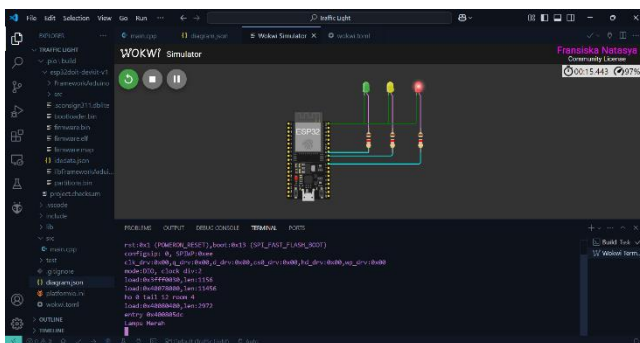 File Edit Selection View Go Run ...
traffic Light
EXPLORER
main.cpp
diagram.json
Wokwi Simulator
wokwi.toml
TRAFFIC LIGHT
.pio\build
esp32doit-devkit-v1
FrameworkArduino
src
.sconsign311.dblite
bootloader.bin
firmware.bin
firmware.elf
firmware.map
idedata.json
libFrameworkArdui...
partitions.bin
project.checksum
.vscode
include
lib
src
main.cpp
test
.gitignore
diagram.json
platformio.ini
wokwi.toml
OUTLINE
TIMELINE
WOKWI Simulator
Fransiska Natasya
Community License
00:15.443 97%
ESP32
PROBLEMS OUTPUT DEBUG CONSOLE TERMINAL PORTS
Build Task
Wokwi Term...
rst:0x1 (POWERON_RESET),boot:0x13 (SPI_FAST_FLASH_BOOT)
configsip: 0, SPIWP:0xee
clk_drv:0x00,q_drv:0x00,d_drv:0x00,cs0_drv:0x00,hd_drv:0x00,wp_drv:0x00
mode:DIO, clock div:2
load:0x3fff0030,len:1156
load:0x40078000,len:11456
ho 0 tail 12 room 4
load:0x40080400,len:2972
entry 0x400805dc
Lampu Merah